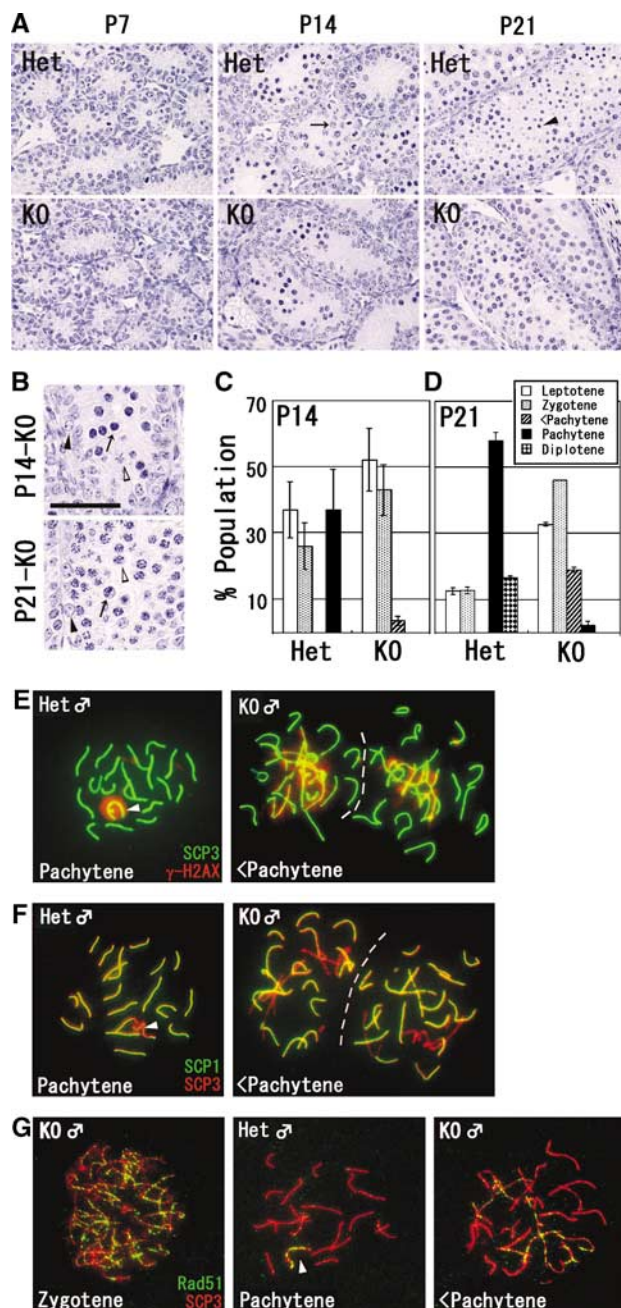 A
P7 P14 P21
Het Het Het
KO KO KO
B
P14-KO
P21-KO
C D
P14 P21
Leptotene
Zygotene
<Pachytene
Pachytene
Diplotene
% Population
70
50
30
10
Het KO Het KO
E
Het ♂ KO ♂
SCP3
γ-H2AX
Pachytene <Pachytene
F
Het ♂ KO ♂
SCP1
SCP3
Pachytene <Pachytene
G
KO ♂ Het ♂ KO ♂
Rad51
SCP3
Zygotene Pachytene <Pachytene